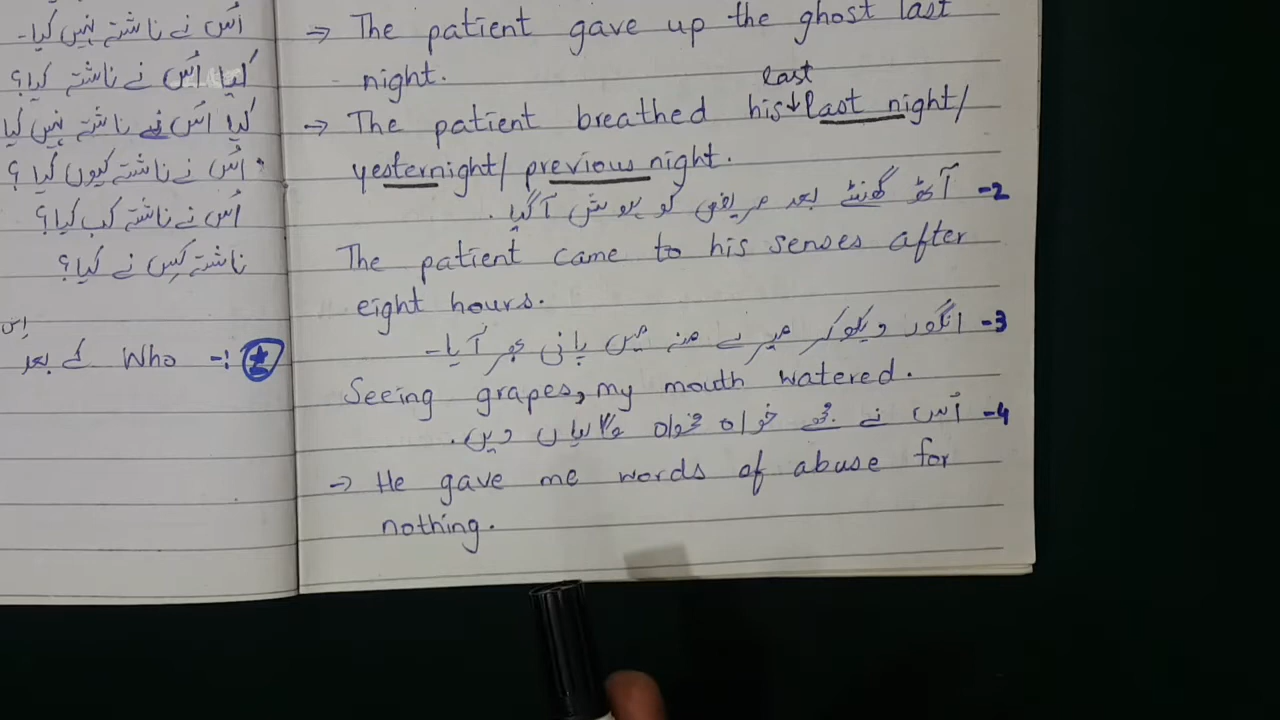 اُس نے ناشتہ نہیں کیا۔
کیا اُس نے ناشتہ کیا؟
کیا اُس نے ناشتہ نہیں کیا
اُس نے ناشتہ کیوں کیا؟
اُس نے ناشتہ کب کیا؟
ناشتہ کِس نے کیا؟
اِس
:- Who کے بعد
→ The patient gave up the ghost last
night.
last
→ The patient breathed his↓last night/
yesternight/ previous night.
2- آٹھ گھنٹے بعد مریض کو ہوش آ گیا.
The patient came to his senses after
eight hours.
3- انگور دیکھ کر میرے منہ میں پانی بھر آیا۔
Seeing grapes, my mouth watered.
4- اُس نے مجھے خواہ مخواہ گالیاں دیں.
→ He gave me words of abuse for
nothing.